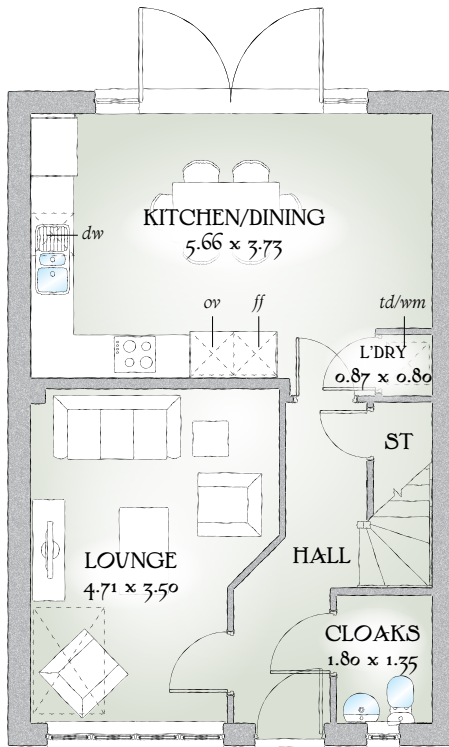 KITCHEN/DINING
5.66 x 3.73
dw
ov
ff
td/wm
L'DRY
0.87 x 0.80
ST
LOUNGE
4.71 x 3.50
HALL
CLOAKS
1.80 x 1.35